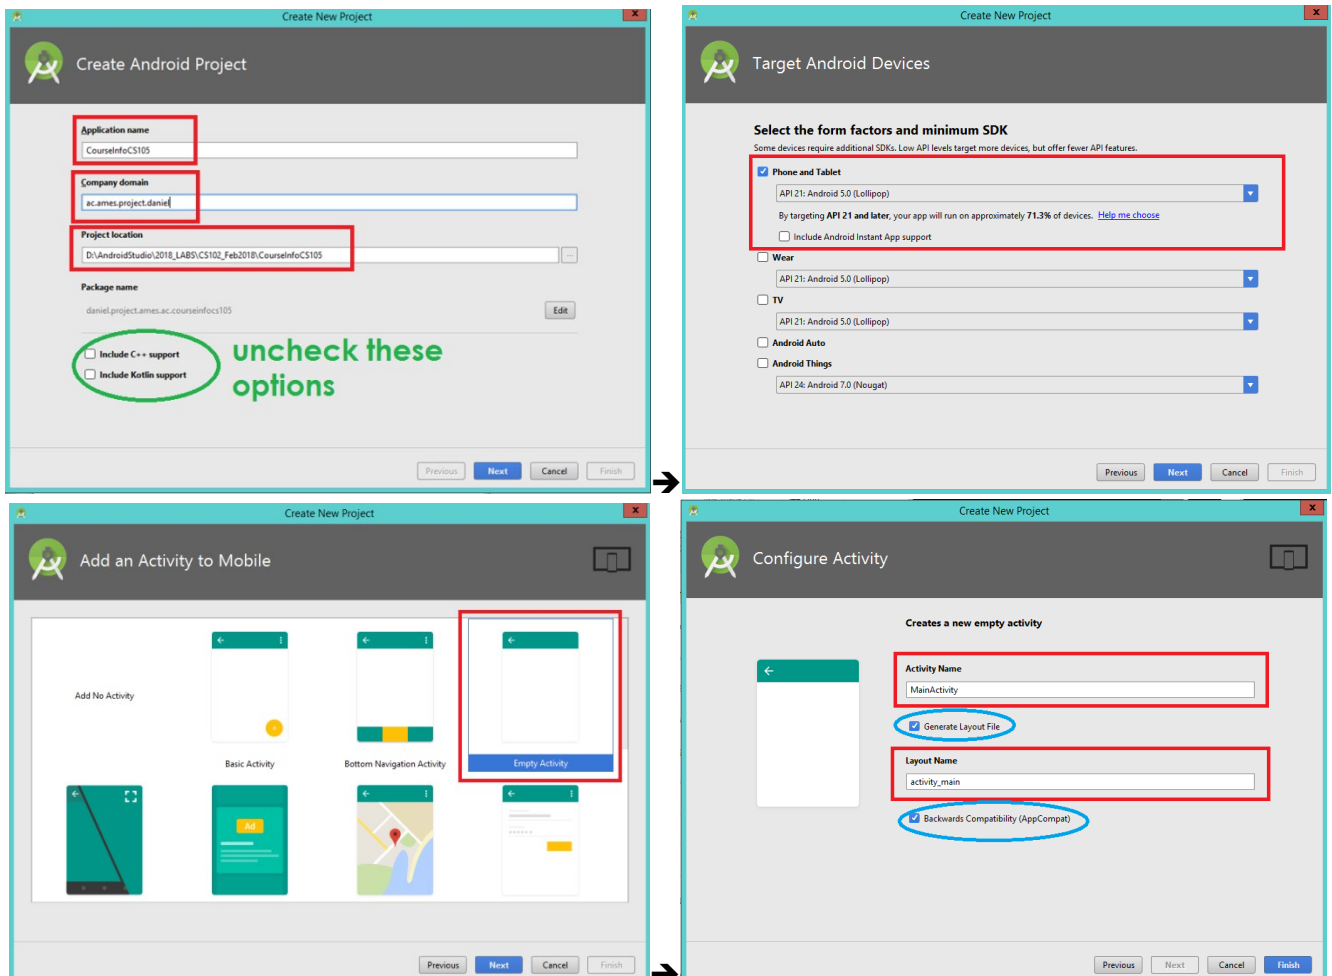 Create New Project
x
Create Android Project
Application name
CourseInfoCS105
Company domain
ac.ames.project.daniel
Project location
D:\AndroidStudio\2018_LABS\CS102_Feb2018\CourseInfoCS105
...
Package name
daniel.project.ames.ac.courseinfocs105
Edit
Include C++ support
Include Kotlin support
uncheck these
options
Previous Next Cancel Finish
Create New Project
x
Target Android Devices
Select the form factors and minimum SDK
Some devices require additional SDKs. Low API levels target more devices, but offer fewer API features.
Phone and Tablet
API 21: Android 5.0 (Lollipop)
By targeting API 21 and later, your app will run on approximately 71.3% of devices. Help me choose
Include Android Instant App support
Wear
API 21: Android 5.0 (Lollipop)
TV
API 21: Android 5.0 (Lollipop)
Android Auto
Android Things
API 24: Android 7.0 (Nougat)
Previous Next Cancel Finish
Create New Project
x
Add an Activity to Mobile
Add No Activity
Basic Activity
Bottom Navigation Activity
Empty Activity
Ad
Previous Next Cancel Finish
Create New Project
x
Configure Activity
Creates a new empty activity
Activity Name
MainActivity
Generate Layout File
Layout Name
activity_main
Backwards Compatibility (AppCompat)
Previous Next Cancel Finish